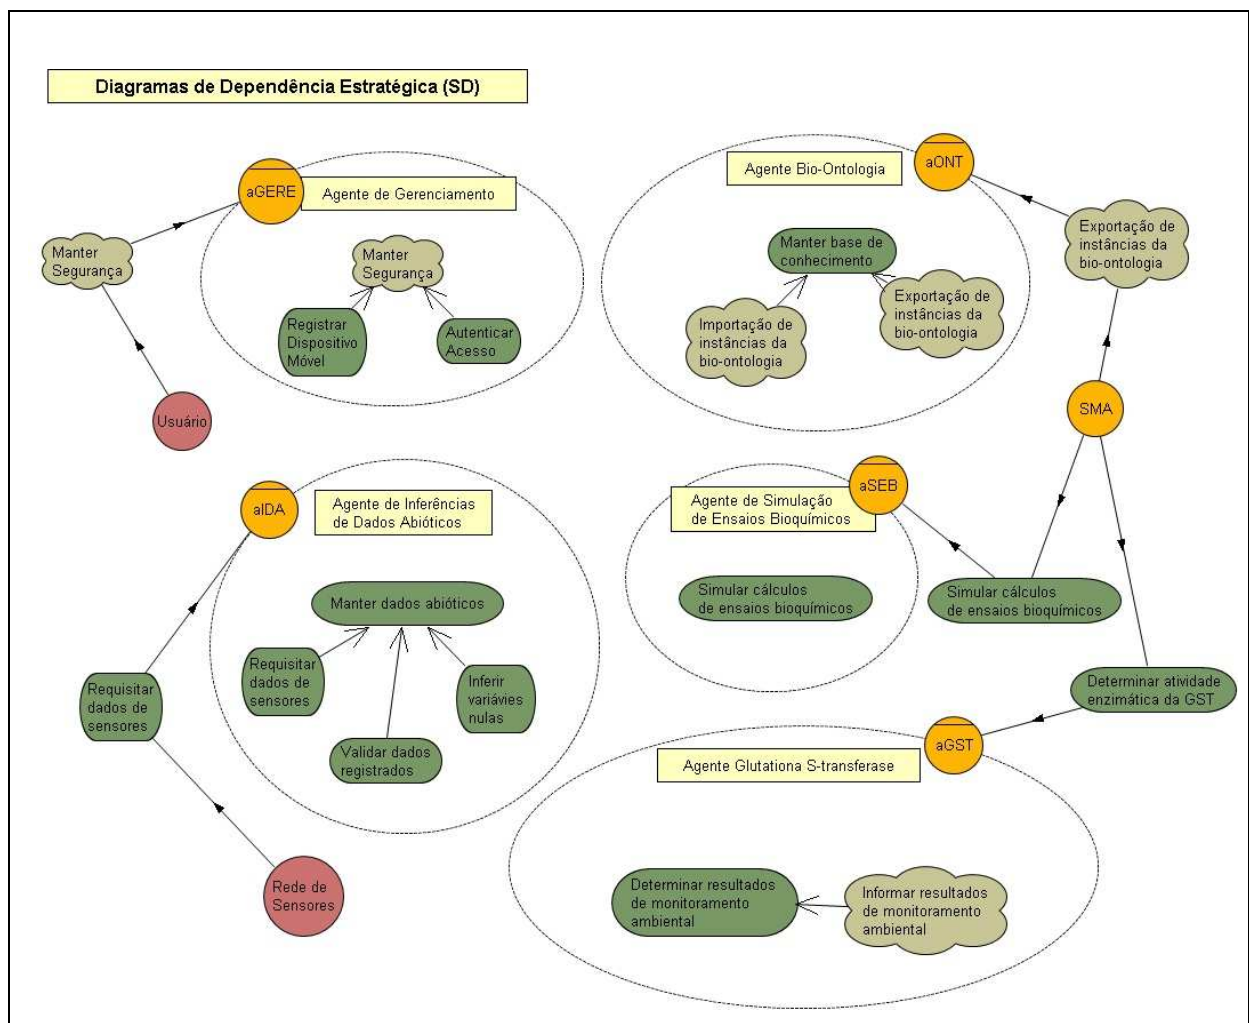 Diagramas de Dependência Estratégica (SD)
aGERE
Agente de Gerenciamento
Manter
Segurança
Manter
Segurança
Registrar
Dispositivo
Móvel
Autenticar
Acesso
Usuário
Agente Bio-Ontologia
aONT
Manter base de
conhecimento
Importação de
instâncias da
bio-ontologia
Exportação de
instâncias da
bio-ontologia
Exportação de
instâncias da
bio-ontologia
SMA
aIDA
Agente de Inferências
de Dados Abióticos
Manter dados abióticos
Requisitar
dados de
sensores
Inferir
variávies
nulas
Validar dados
registrados
Requisitar
dados de
sensores
Rede de
Sensores
Agente de Simulação
de Ensaios Bioquímicos
aSEB
Simular cálculos
de ensaios bioquímicos
Simular cálculos
de ensaios bioquímicos
Determinar atividade
enzimática da GST
aGST
Agente Glutationa S-transferase
Determinar resultados
de monitoramento
ambiental
Informar resultados
de monitoramento
ambiental